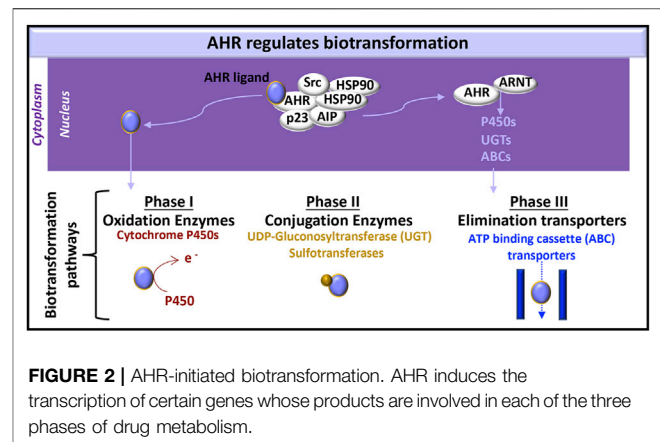 AHR regulates biotransformation
Cytoplasm
Nucleus
AHR ligand
Src
HSP90
AHR
HSP90
p23
AIP
AHR
ARNT
P450s
UGTs
ABCs
Biotransformation
pathways
Phase I
Oxidation Enzymes
Cytochrome P450s
e -
P450
Phase II
Conjugation Enzymes
UDP-Gluconosyltransferase (UGT)
Sulfotransferases
Phase III
Elimination transporters
ATP binding cassette (ABC)
transporters
FIGURE 2 | AHR-initiated biotransformation. AHR induces the
transcription of certain genes whose products are involved in each of the three
phases of drug metabolism.